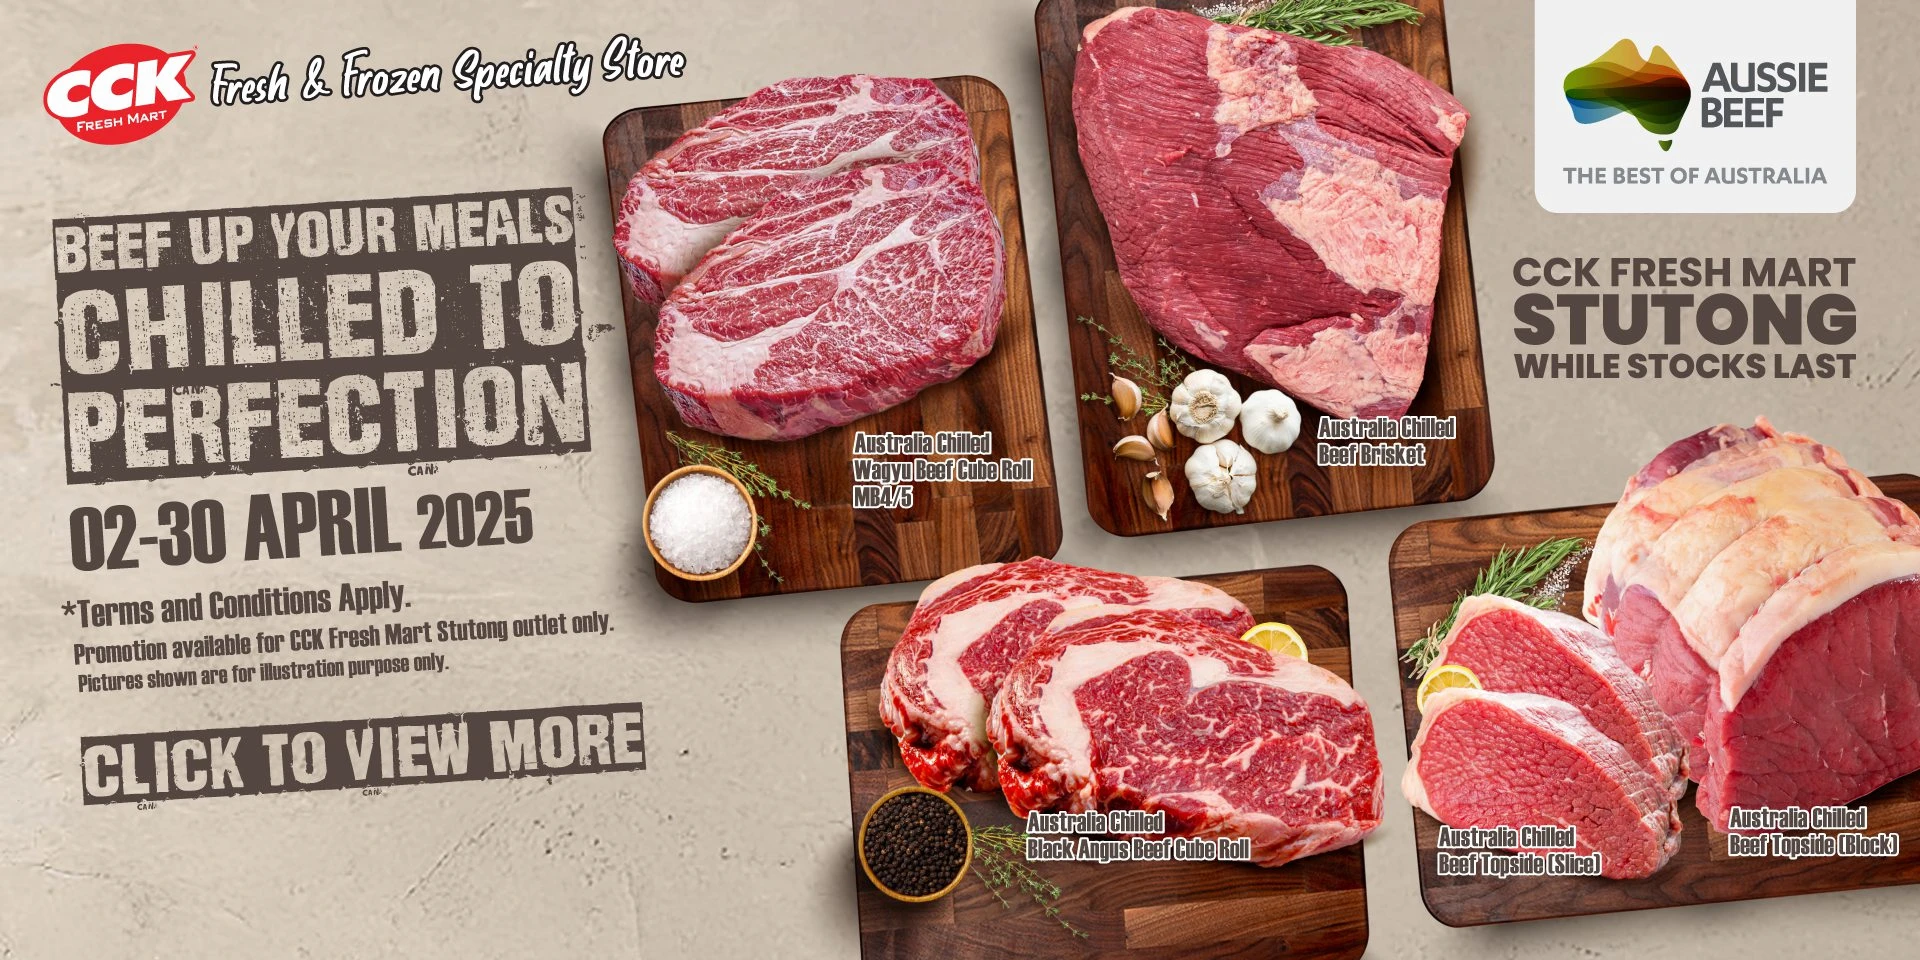 CCK
FRESH MART
Fresh & Frozen Specialty Store
BEEF UP YOUR MEALS
CHILLED TO
PERFECTION
02-30 APRIL 2025
*Terms and Conditions Apply.
Promotion available for CCK Fresh Mart Stutong outlet only.
Pictures shown are for illustration purpose only.
CLICK TO VIEW MORE
Australia Chilled
Wagyu Beef Cube Roll
MB4/5
Australia Chilled
Beef Brisket
AUSSIE
BEEF
THE BEST OF AUSTRALIA
CCK FRESH MART
STUTONG
WHILE STOCKS LAST
Australia Chilled
Black Angus Beef Cube Roll
Australia Chilled
Beef Topside (Slice)
Australia Chilled
Beef Topside (Block)